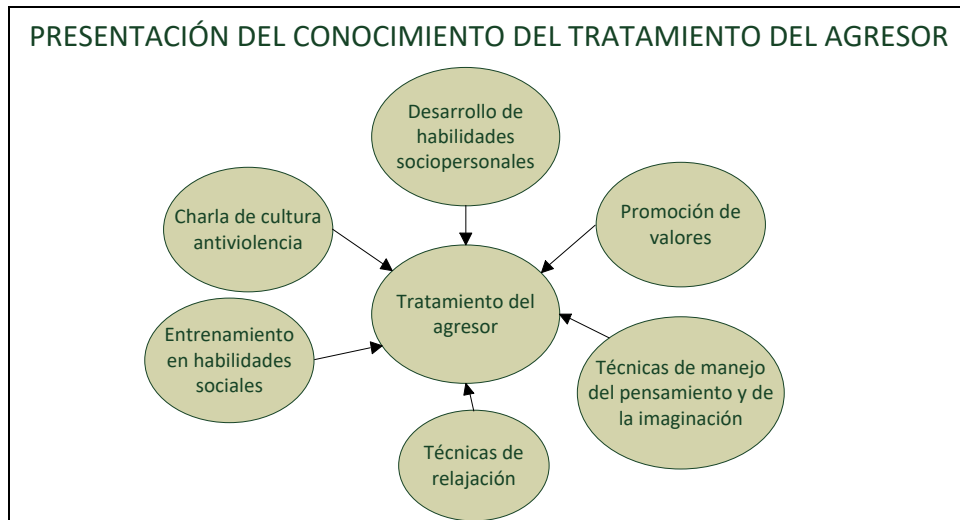 PRESENTACIÓN DEL CONOCIMIENTO DEL TRATAMIENTO DEL AGRESOR
Desarrollo de
habilidades
sociopersonales
Charla de cultura
antiviolencia
Promoción de
valores
Tratamiento del
agresor
Entrenamiento
en habilidades
sociales
Técnicas de manejo
del pensamiento y de
la imaginación
Técnicas de
relajación